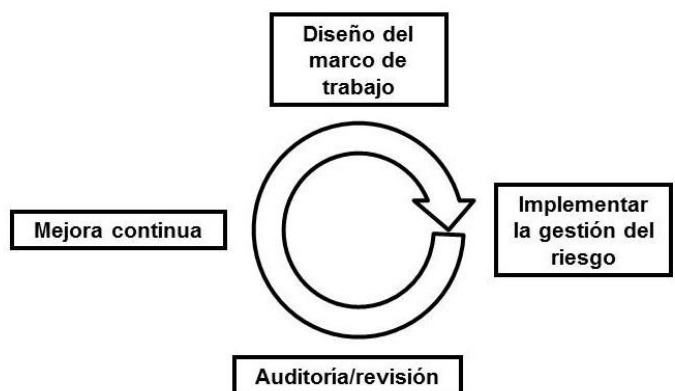 Diseño del
marco de
trabajo
Implementar
la gestión del
riesgo
Mejora continua
Auditoría/revisión